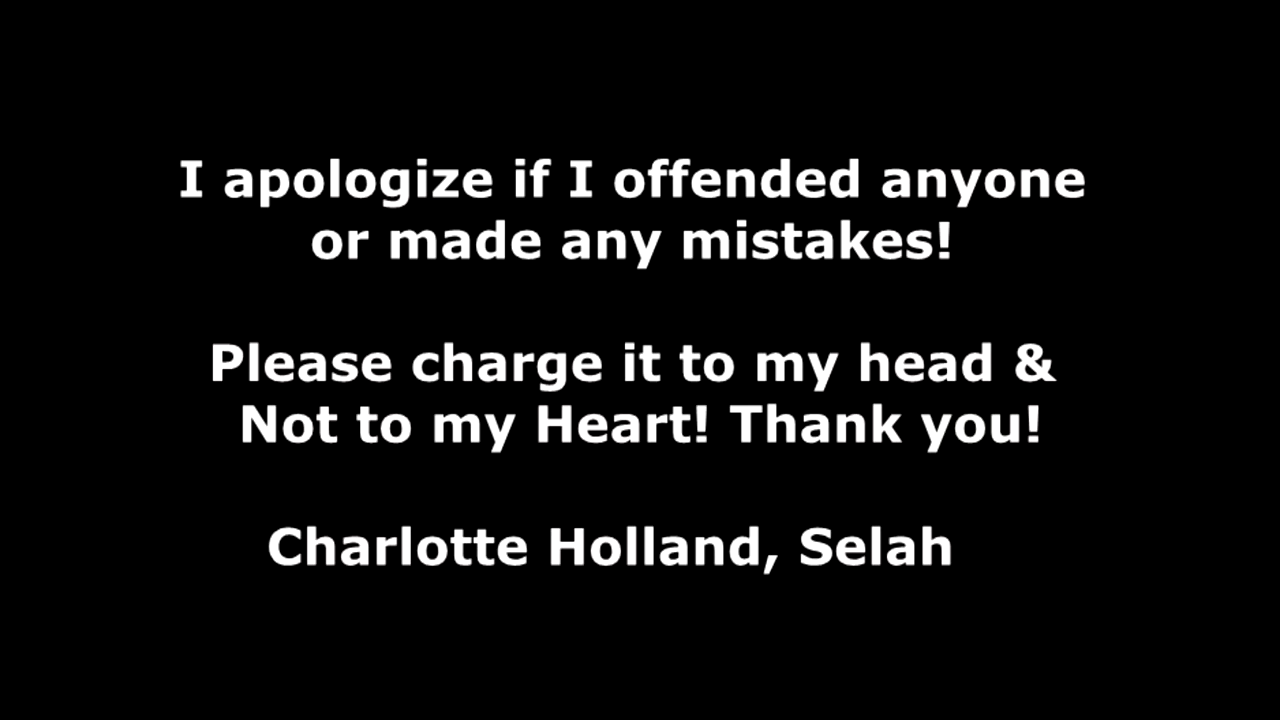 I apologize if I offended anyone
or made any mistakes!
Please charge it to my head &
Not to my Heart! Thank you!
Charlotte Holland, Selah